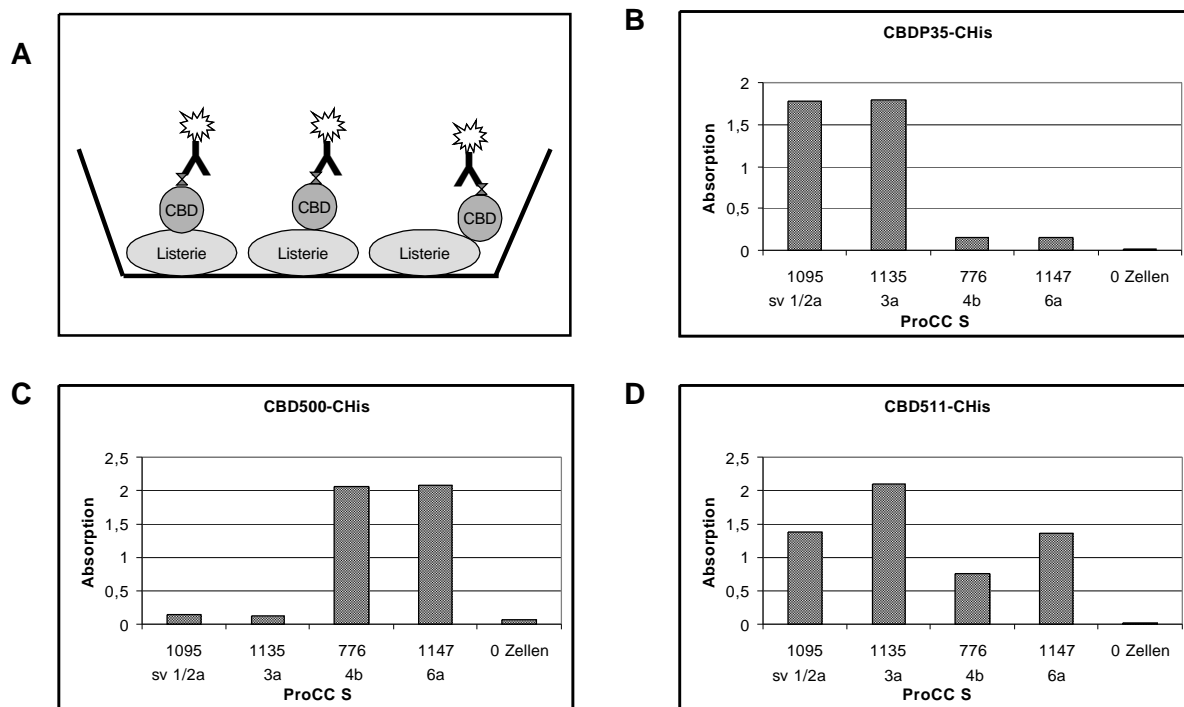 A
CBD
CBD
CBD
Listerie
Listerie
Listerie
B
CBDP35-CHis
Absorption
2
1,5
1
0,5
0
1095
1135
776
1147
0 Zellen
sv 1/2a
3a
4b
6a
ProCC S
C
CBD500-CHis
Absorption
2,5
2
1,5
1
0,5
0
1095
1135
776
1147
0 Zellen
sv 1/2a
3a
4b
6a
ProCC S
D
CBD511-CHis
Absorption
2,5
2
1,5
1
0,5
0
1095
1135
776
1147
0 Zellen
sv 1/2a
3a
4b
6a
ProCC S